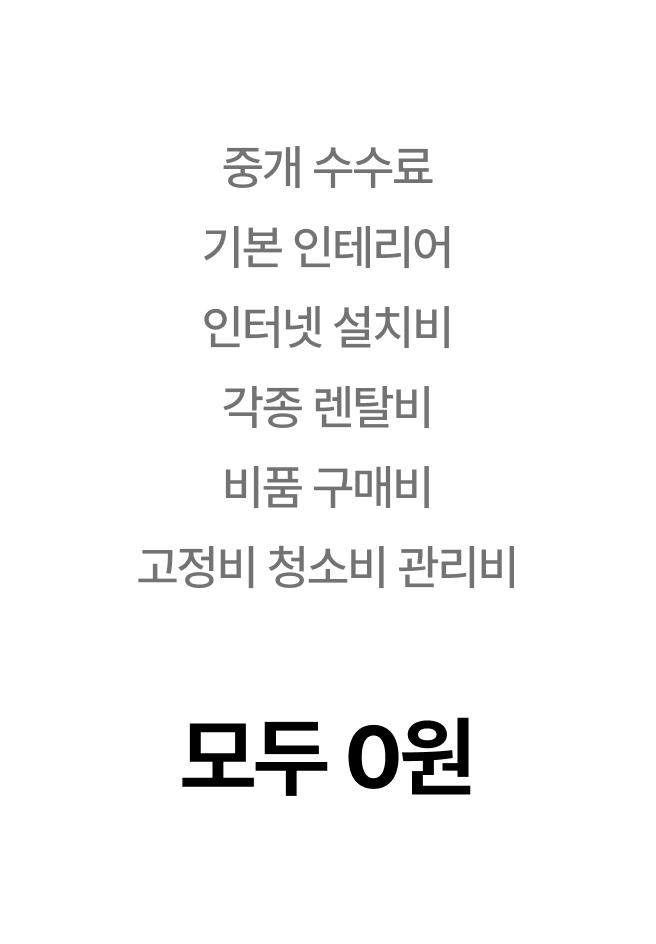 중개 수수료
기본 인테리어
인터넷 설치비
각종 렌탈비
비품 구매비
고정비 청소비 관리비
모두 0원